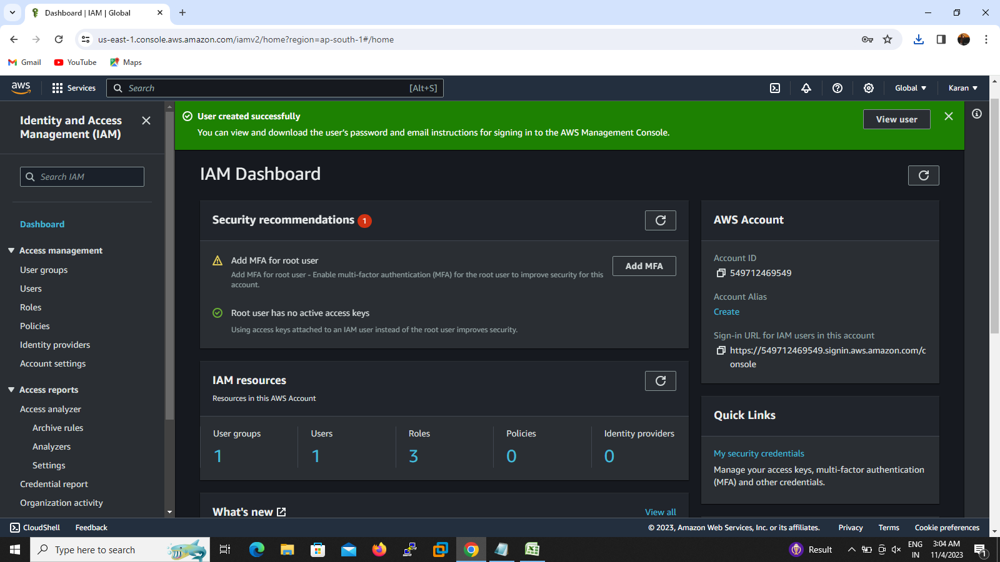 Dashboard | IAM | Global
us-east-1.console.aws.amazon.com/iamv2/home?region=ap-south-1#/home
Gmail YouTube Maps
aws Services Search [Alt+S] Global Karan
Identity and Access
Management (IAM)
Search IAM
Dashboard
Access management
User groups
Users
Roles
Policies
Identity providers
Account settings
Access reports
Access analyzer
Archive rules
Analyzers
Settings
Credential report
Organization activity
User created successfully
You can view and download the user's password and email instructions for signing in to the AWS Management Console.
View user
IAM Dashboard
Security recommendations 1
Add MFA for root user
Add MFA for root user - Enable multi-factor authentication (MFA) for the root user to improve security for this
account.
Add MFA
Root user has no active access keys
Using access keys attached to an IAM user instead of the root user improves security.
IAM resources
Resources in this AWS Account
User groups Users Roles Policies Identity providers
1 1 3 0 0
What's new
View all
AWS Account
Account ID
549712469549
Account Alias
Create
Sign-in URL for IAM users in this account
https://549712469549.signin.aws.amazon.com/c
onsole
Quick Links
My security credentials
Manage your access keys, multi-factor authentication
(MFA) and other credentials.
CloudShell Feedback © 2023, Amazon Web Services, Inc. or its affiliates. Privacy Terms Cookie preferences
Type here to search
Result
ENG
IN
3:04 AM
11/4/2023
1